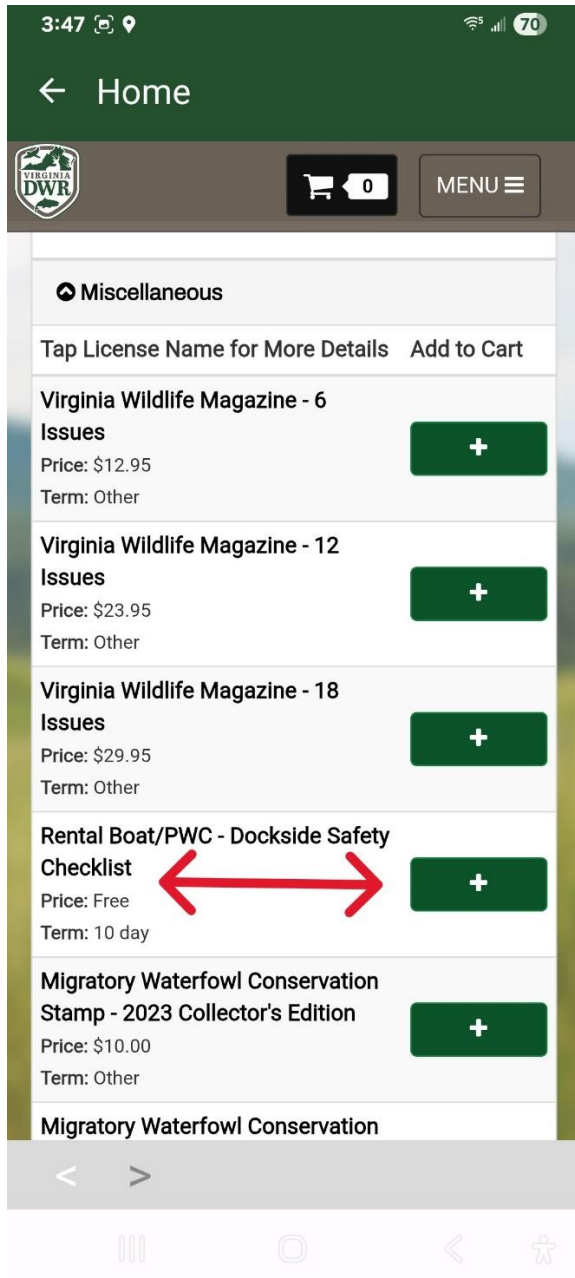 3:47 5 70
← Home
VIRGINIA
DWR
0 MENU
Miscellaneous
Tap License Name for More Details Add to Cart
Virginia Wildlife Magazine - 6
Issues
+
Price: $12.95
Term: Other
Virginia Wildlife Magazine - 12
Issues
+
Price: $23.95
Term: Other
Virginia Wildlife Magazine - 18
Issues
+
Price: $29.95
Term: Other
Rental Boat/PWC - Dockside Safety
Checklist
+
Price: Free
Term: 10 day
Migratory Waterfowl Conservation
Stamp - 2023 Collector's Edition
+
Price: $10.00
Term: Other
Migratory Waterfowl Conservation
< >